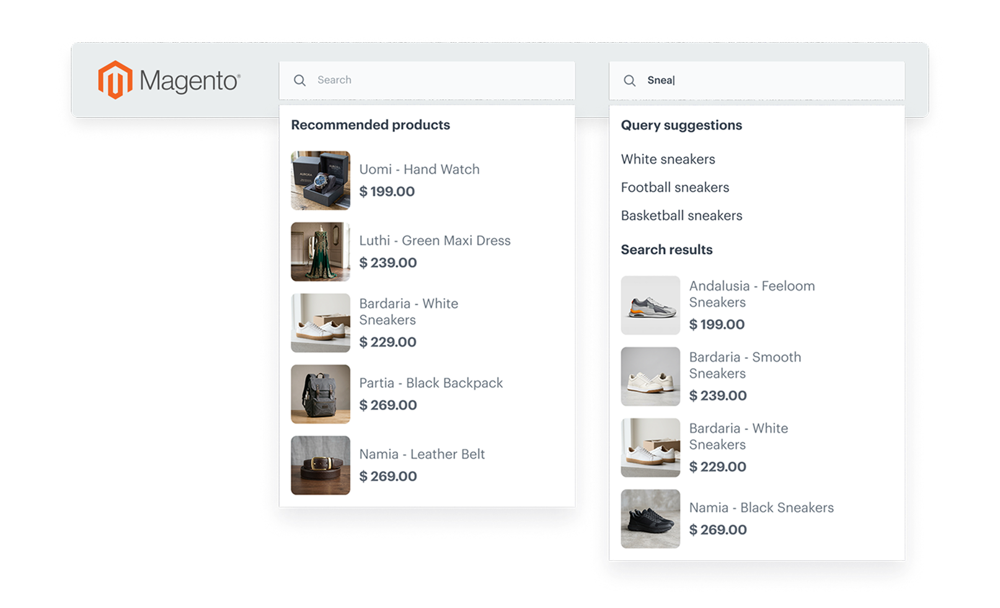 Magento®
Search
Recommended products
AURORA
AURORA
Uomi - Hand Watch
$ 199.00
Luthi - Green Maxi Dress
$ 239.00
Bardaria - White
Sneakers
$ 229.00
Partia - Black Backpack
$ 269.00
Namia - Leather Belt
$ 269.00
Snea
Query suggestions
White sneakers
Football sneakers
Basketball sneakers
Search results
Andalusia - Feeloom
Sneakers
$ 199.00
Bardaria - Smooth
Sneakers
$ 239.00
Bardaria - White
Sneakers
$ 229.00
Namia - Black Sneakers
$ 269.00